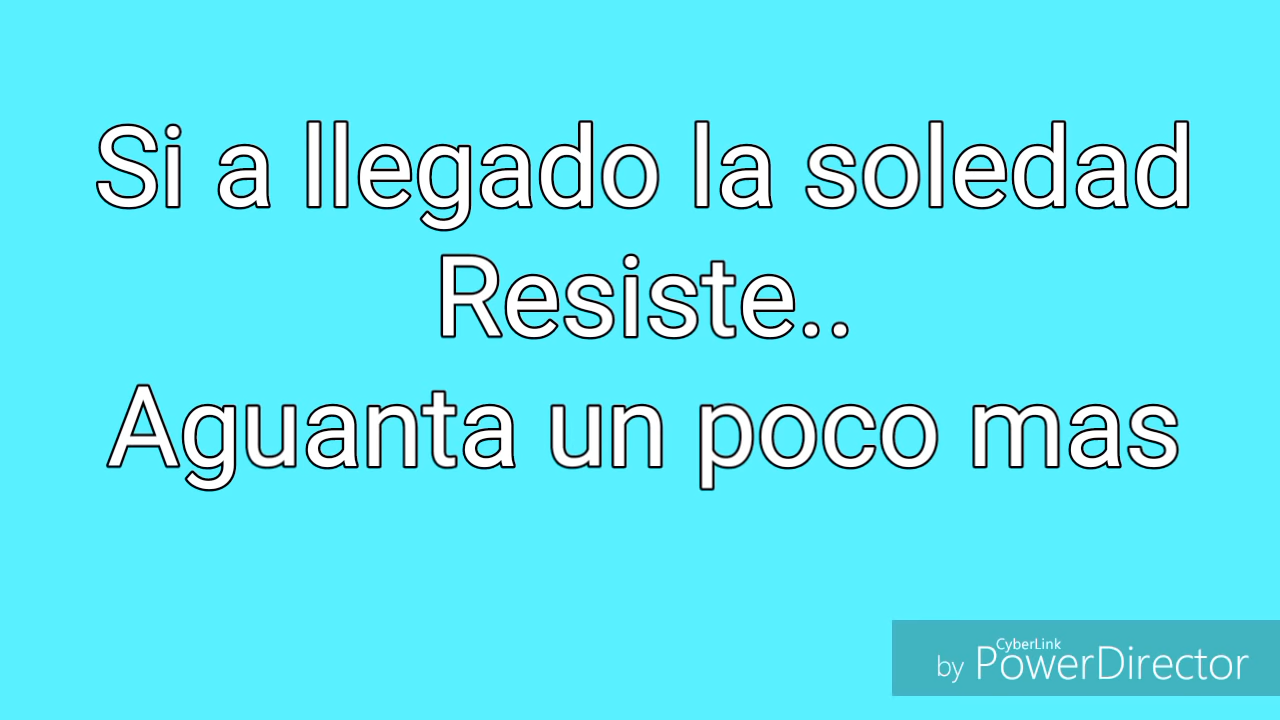 Si a llegado la soledad
Resiste..
Aguanta un poco mas
CyberLink
by PowerDirector